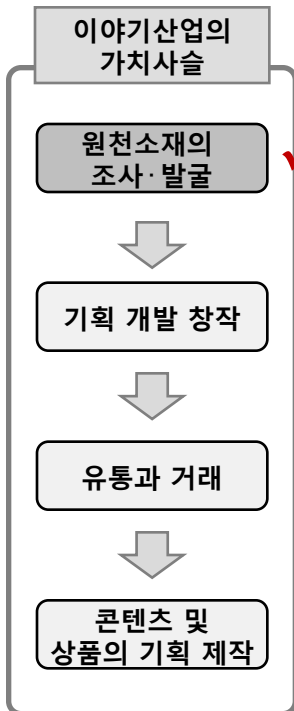 이야기산업의
가치사슬
원천소재의
조사·발굴
기획 개발 창작
유통과 거래
콘텐츠 및
상품의 기획 제작